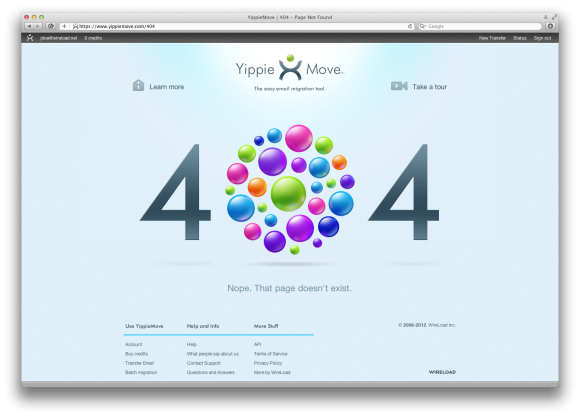 YippieMove | 404 - Page Not Found
https://www.yippiemove.com/404
Google
jdow@wireload.net 0 credits New Transfer Status Sign out
Yippie Move
The easy email migration tool.
Learn more
Take a tour
4 4
Nope. That page doesn't exist.
Use YippieMove Help and Info More Stuff © 2008-2012 WireLoad Inc.
Account Help API
Buy credits What people say about us Terms of Service
Transfer Email Contact Support Privacy Policy
Batch migration Questions and Answers More by WireLoad WIRELOAD